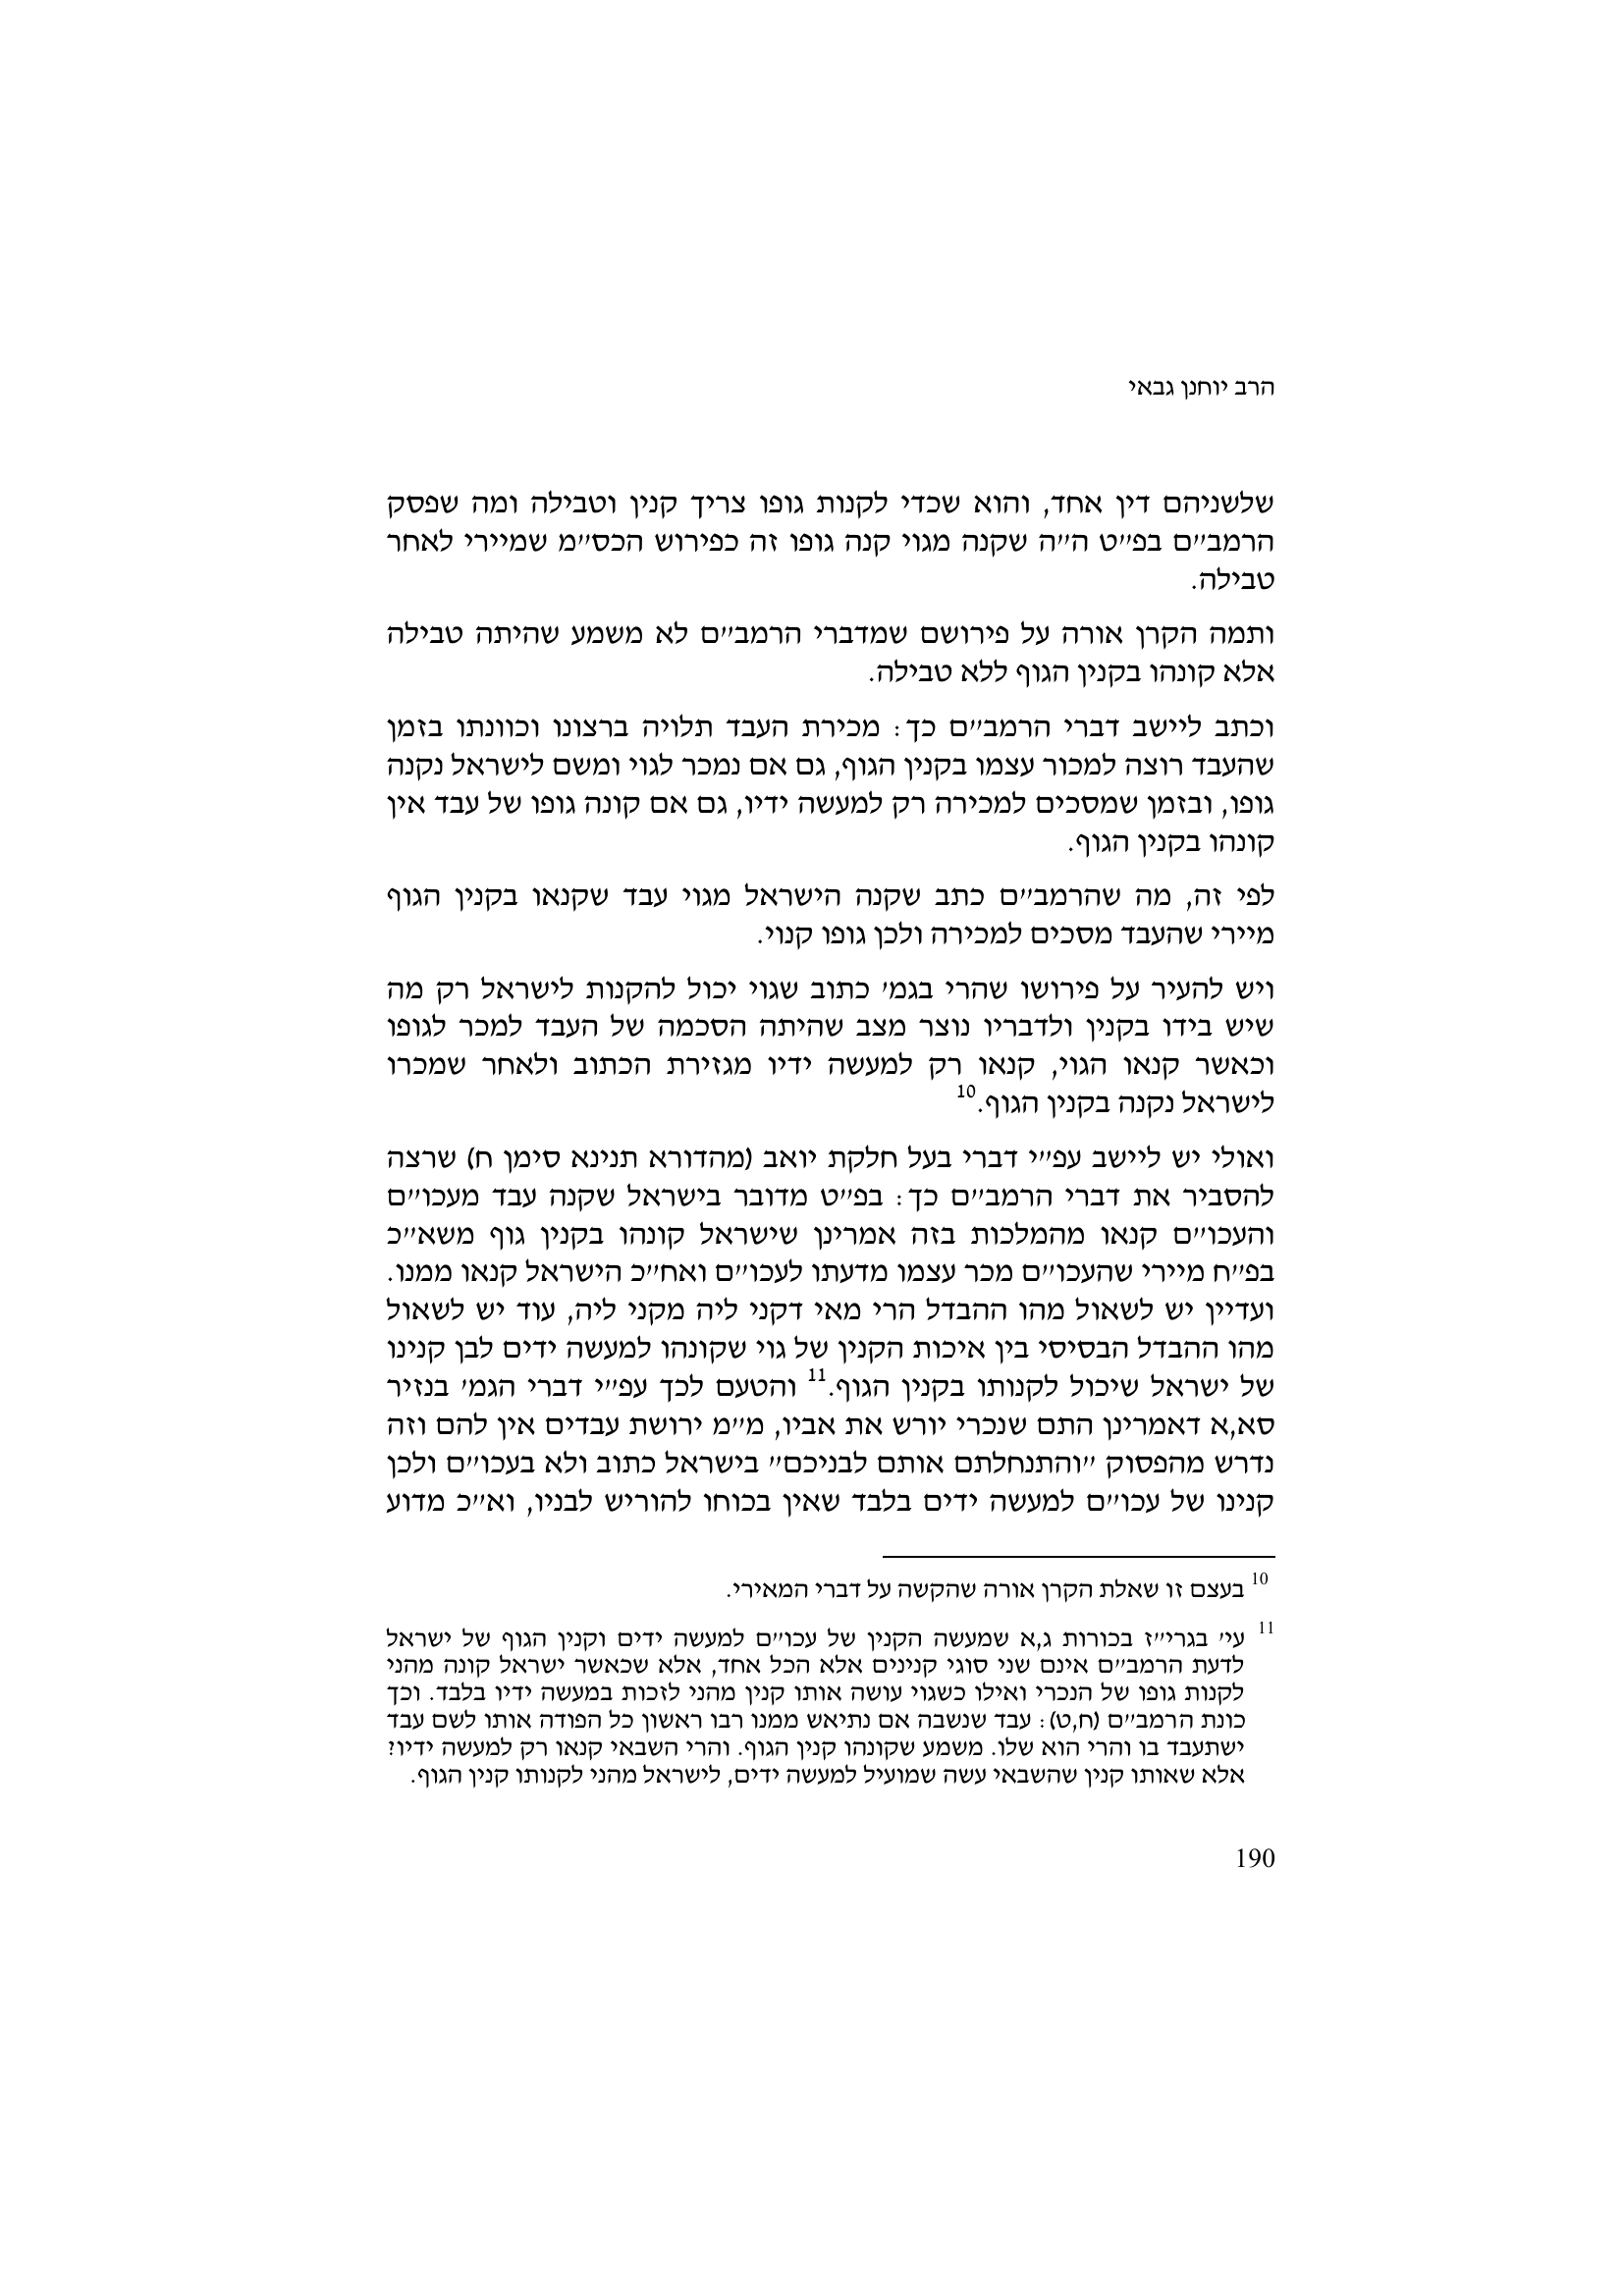 הרב יוחנן גבאי
שלשניהם דין אחד, והוא שכדי לקנות גופו צריך קנין וטבילה ומה שפסק
הרמב״ם בפ״ט ה״ה שקנה מגוי קנה גופו זה כפירוש הכס״מ שמיירי לאחר
טבילה.
ותמה הקרן אורה על פירושם שמדברי הרמב״ם לא משמע שהיתה טבילה
אלא קונהו בקנין הגוף ללא טבילה.
וכתב ליישב דברי הרמב״ם כך: מכירת העבד תלויה ברצונו וכוונתו בזמן
שהעבד רוצה למכור עצמו בקנין הגוף, גם אם נמכר לגוי ומשם לישראל נקנה
גופו, ובזמן שמסכים למכירה רק למעשה ידיו, גם אם קונה גופו של עבד אין
קונהו בקנין הגוף.
לפי זה, מה שהרמב״ם כתב שקנה הישראל מגוי עבד שקנאו בקנין הגוף
מיירי שהעבד מסכים למכירה ולכן גופו קנוי.
ויש להעיר על פירושו שהרי בגמ׳ כתוב שגוי יכול להקנות לישראל רק מה
שיש בידו בקנין ולדבריו נוצר מצב שהיתה הסכמה של העבד למכר לגופו
וכאשר קנאו הגוי, קנאו רק למעשה ידיו מגזירת הכתוב ולאחר שמכרו
לישראל נקנה בקנין הגוף.10
ואולי יש ליישב עפ״י דברי בעל חלקת יואב (מהדורא תנינא סימן ח) שרצה
להסביר את דברי הרמב״ם כך: בפ״ט מדובר בישראל שקנה עבד מעכו״ם
והעכו״ם קנאו מהמלכות בזה אמרינן שישראל קונהו בקנין גוף משא״כ
בפ״ח מיירי שהעכו״ם מכר עצמו מדעתו לעכו״ם ואח״כ הישראל קנאו ממנו.
ועדיין יש לשאול מהו ההבדל הרי מאי דקני ליה מקני ליה, עוד יש לשאול
מהו ההבדל הבסיסי בין איכות הקנין של גוי שקונהו למעשה ידים לבן קנינו
של ישראל שיכול לקנותו בקנין הגוף.11 והטעם לכך עפ״י דברי הגמ׳ בנזיר
סא,א דאמרינן התם שנכרי יורש את אביו, מ״מ ירושת עבדים אין להם וזה
נדרש מהפסוק ״והתנחלתם אותם לבניכם״ בישראל כתוב ולא בעכו״ם ולכן
קנינו של עכו״ם למעשה ידים בלבד שאין בכוחו להוריש לבניו, וא״כ מדוע
10 בעצם זו שאלת הקרן אורה שהקשה על דברי המאירי.
11 עי׳ בגרי״ז בכורות ג,א שמעשה הקנין של עכו״ם למעשה ידים וקנין הגוף של ישראל
לדעת הרמב״ם אינם שני סוגי קנינים אלא הכל אחד, אלא שכאשר ישראל קונה מהני
לקנות גופו של הנכרי ואילו כשגוי עושה אותו קנין מהני לזכות במעשה ידיו בלבד. וכך
כונת הרמב״ם (ח,ט): עבד שנשבה אם נתיאש ממנו רבו ראשון כל הפודה אותו לשם עבד
ישתעבד בו והרי הוא שלו. משמע שקונהו קנין הגוף. והרי השבאי קנאו רק למעשה ידיו?
אלא שאותו קנין שהשבאי עשה שמועיל למעשה ידים, לישראל מהני לקנותו קנין הגוף.
190